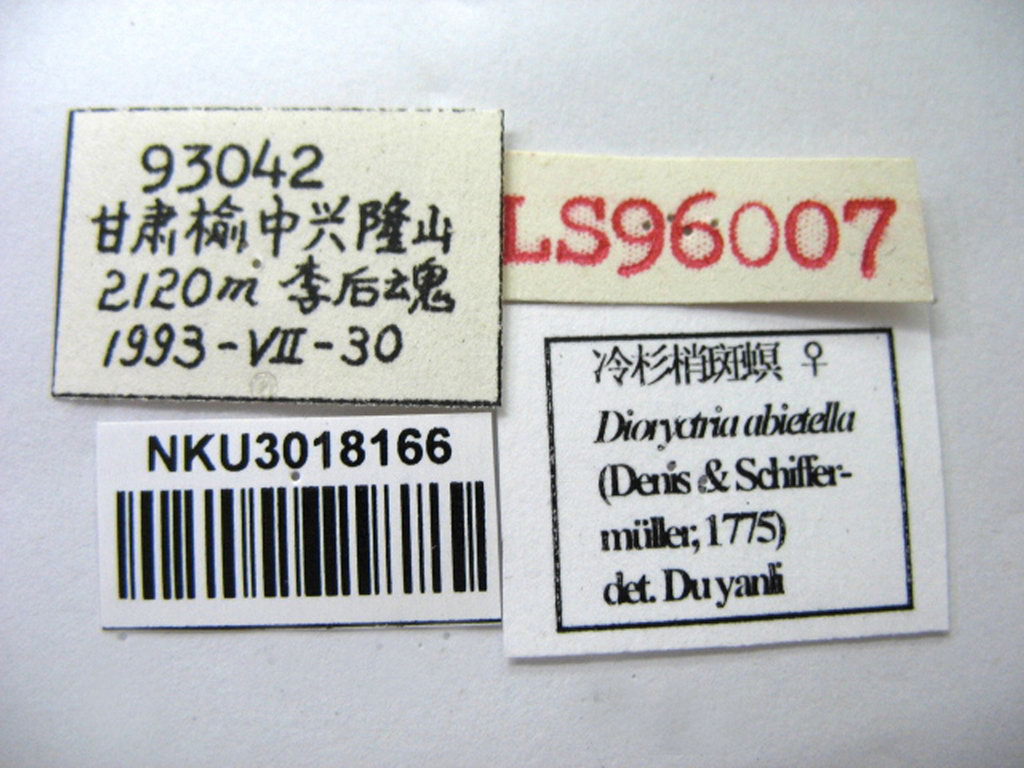 93042
甘肃榆中兴隆山
2120m 李后魂
1993-VII-30
LS96007
NKU3018166
冷杉梢斑螟 ♀
Dioryctria abietella
(Denis & Schiffer-
müller, 1775)
det. Du yanli